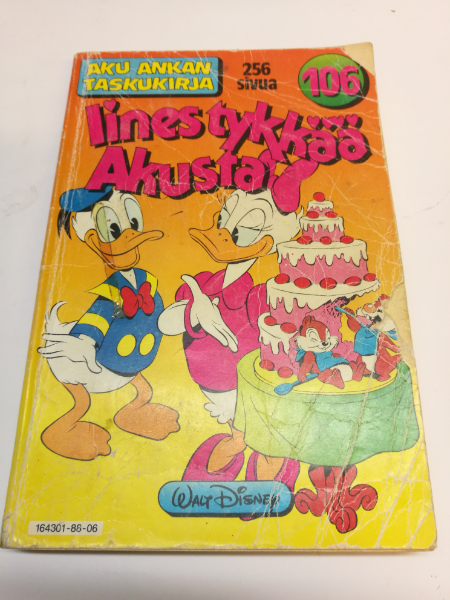 AKU ANKAN
TASKUKIRJA
256
sivua
106
Iines tykkää
Akusta
WALT DISNEY
164301-86-06